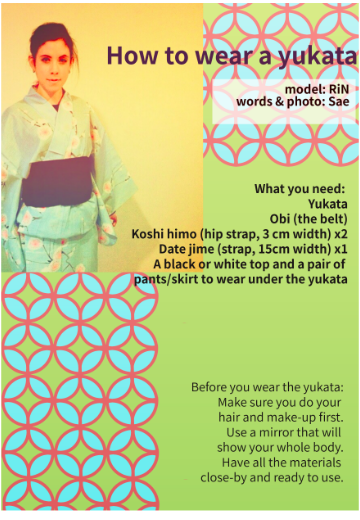 How to wear a yukata
model: RiN
words & photo: Sae
What you need:
Yukata
Obi (the belt)
Koshi himo (hip strap, 3 cm width) x2
Date jime (strap, 15cm width) x1
A black or white top and a pair of
pants/skirt to wear under the yukata
Before you wear the yukata:
Make sure you do your
hair and make-up first.
Use a mirror that will
show your whole body.
Have all the materials
close-by and ready to use.